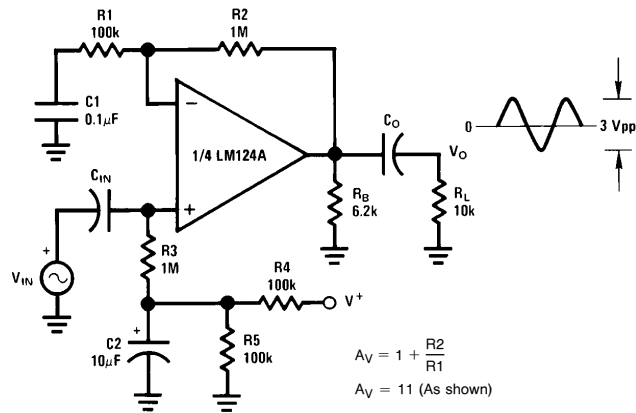 R1
100k
R2
1M
C1
0.1µF
−
1/4 LM124A
+
CIN
+
VIN
R3
1M
C2
+
10µF
R4
100k
V+
R5
100k
CO
VO
RB
6.2k
RL
10k
0
3 Vpp
AV = 1 + R2/R1
AV = 11 (As shown)